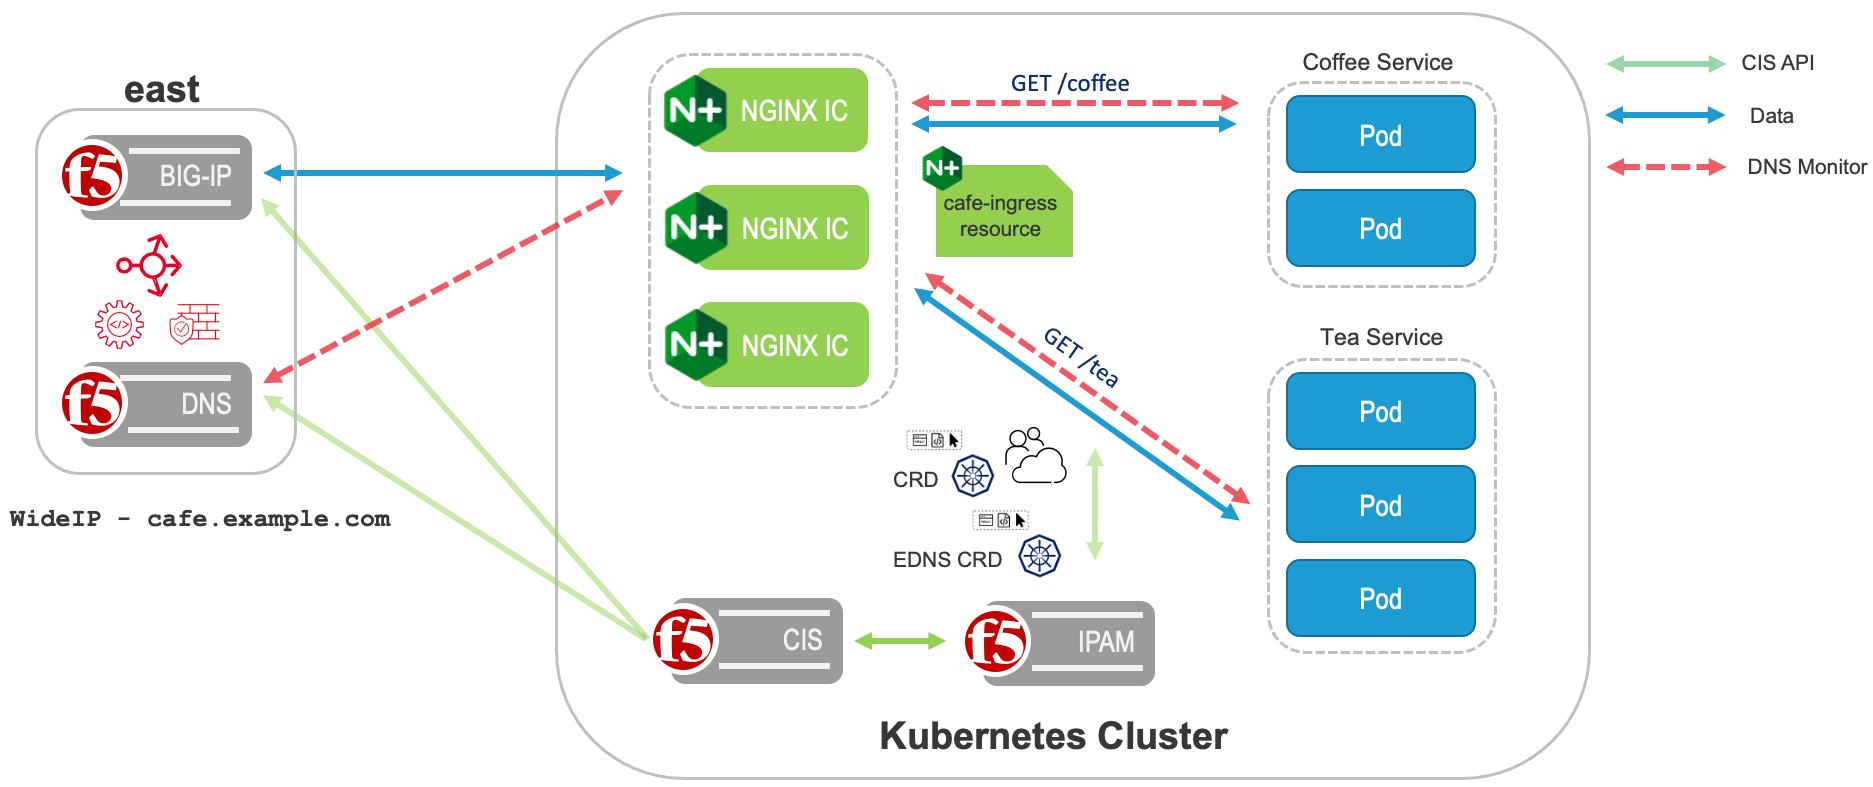 east
f5
BIG-IP
f5
DNS
WideIP - cafe.example.com
N+
NGINX IC
N+
NGINX IC
N+
NGINX IC
GET /coffee
N+
cafe-ingress
resource
GET /tea
CRD
EDNS CRD
f5
CIS
f5
IPAM
Kubernetes Cluster
Coffee Service
Pod
Pod
Tea Service
Pod
Pod
Pod
CIS API
Data
DNS Monitor